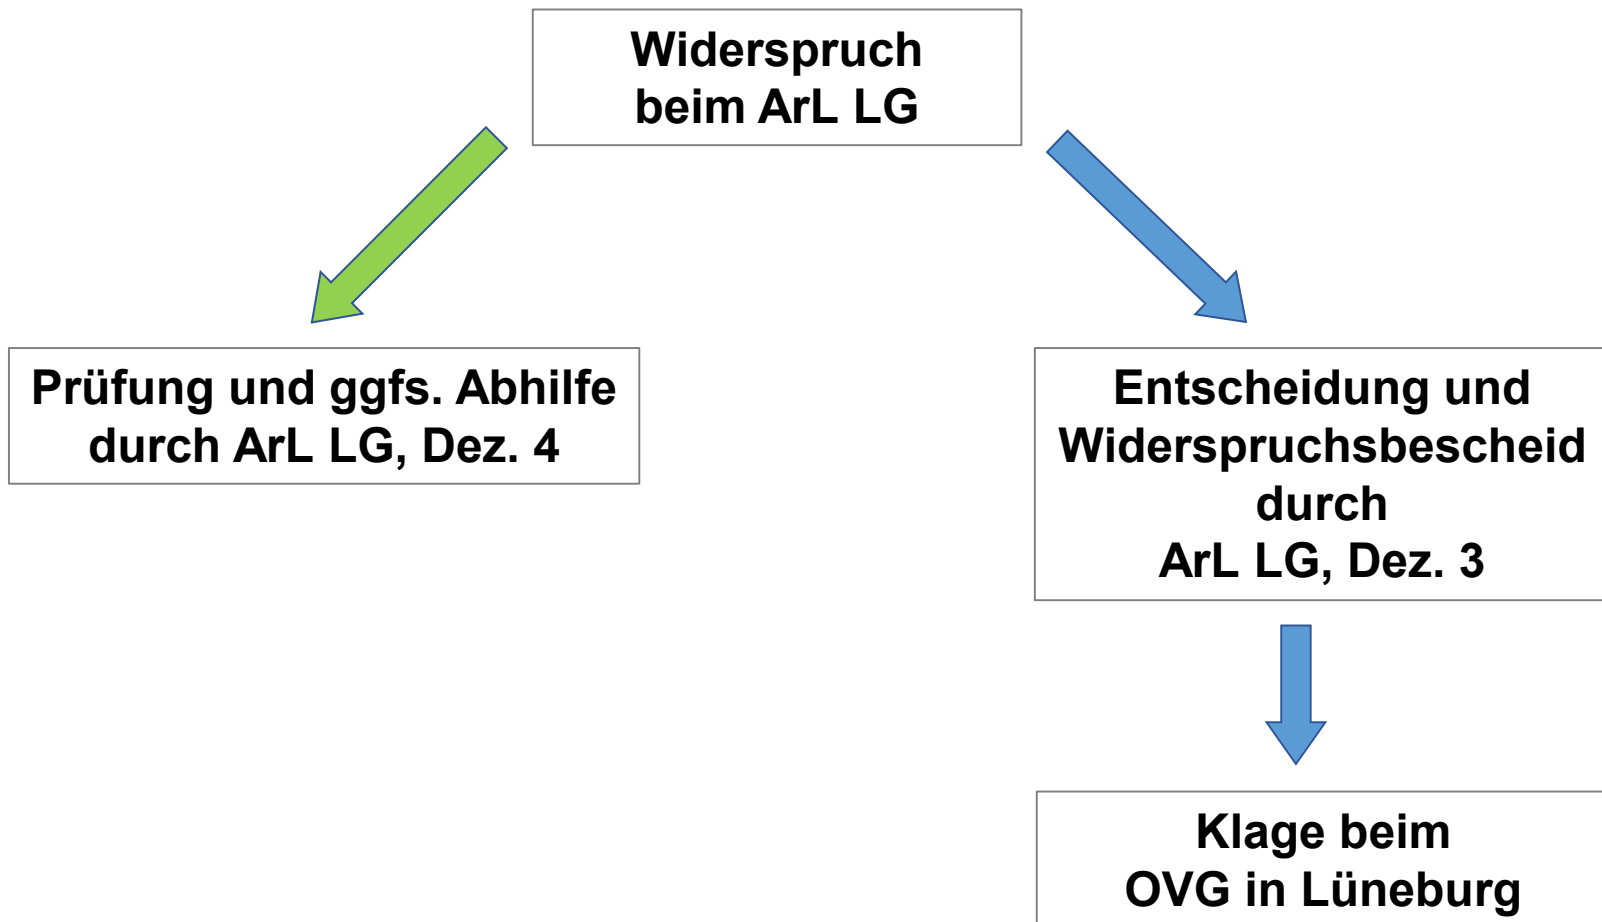 Widerspruch
beim ArL LG
Prüfung und ggfs. Abhilfe
durch ArL LG, Dez. 4
Entscheidung und
Widerspruchsbescheid
durch
ArL LG, Dez. 3
Klage beim
OVG in Lüneburg